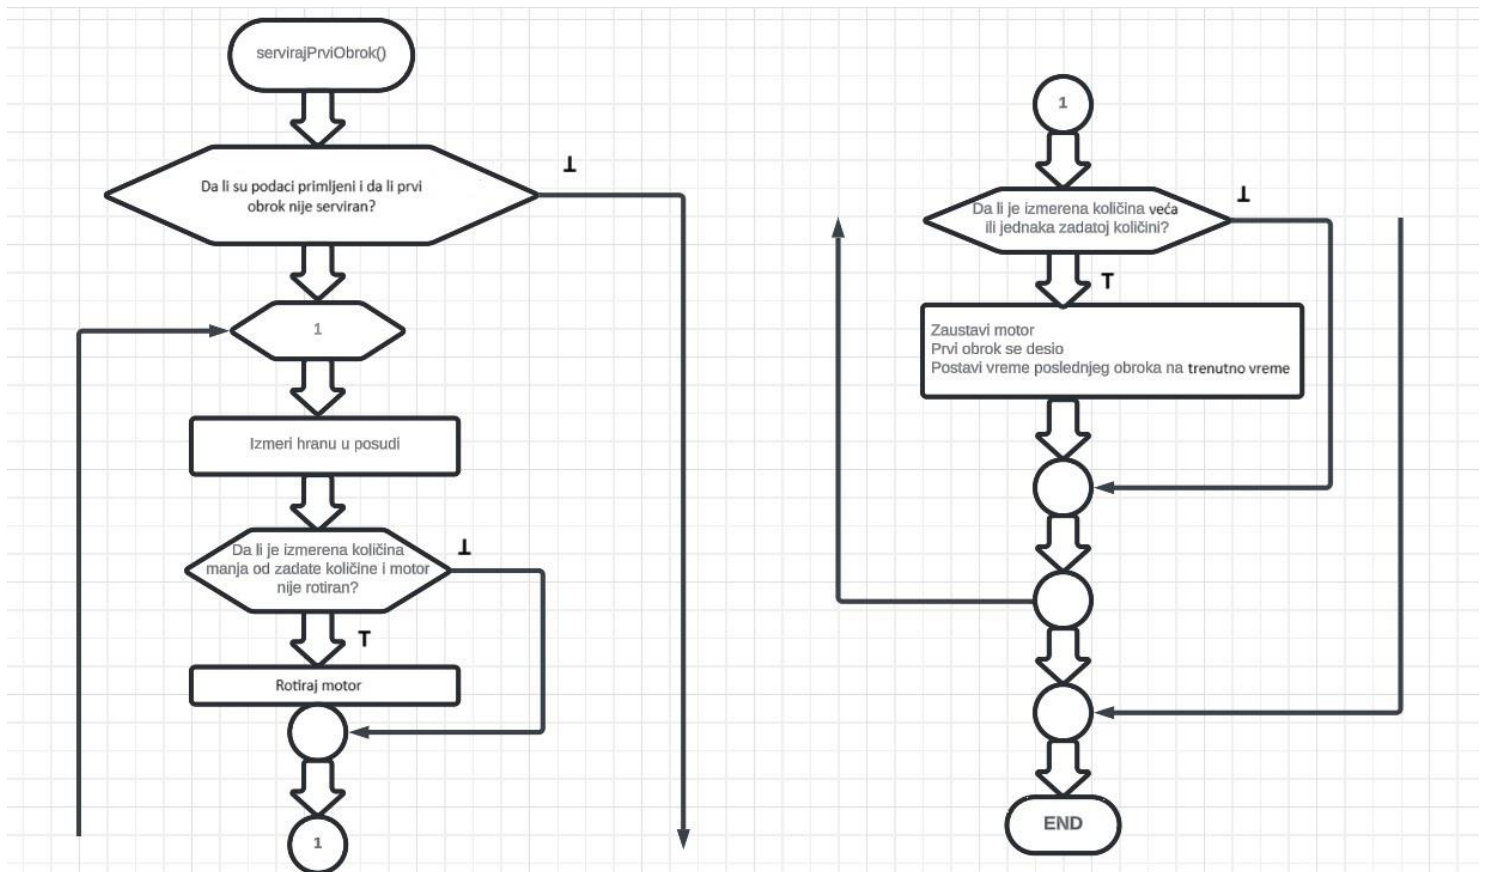 servirajPrviObrok()
⊥
Da li su podaci primljeni i da li prvi
obrok nije serviran?
1
Izmeri hranu u posudi
Da li je izmerena količina
manja od zadate količine i motor
nije rotiran?
⊥
T
Rotiraj motor
1
1
Da li je izmerena količina veća
ili jednaka zadatoj količini?
⊥
T
Zaustavi motor
Prvi obrok se desio
Postavi vreme poslednjeg obroka na trenutno vreme
END